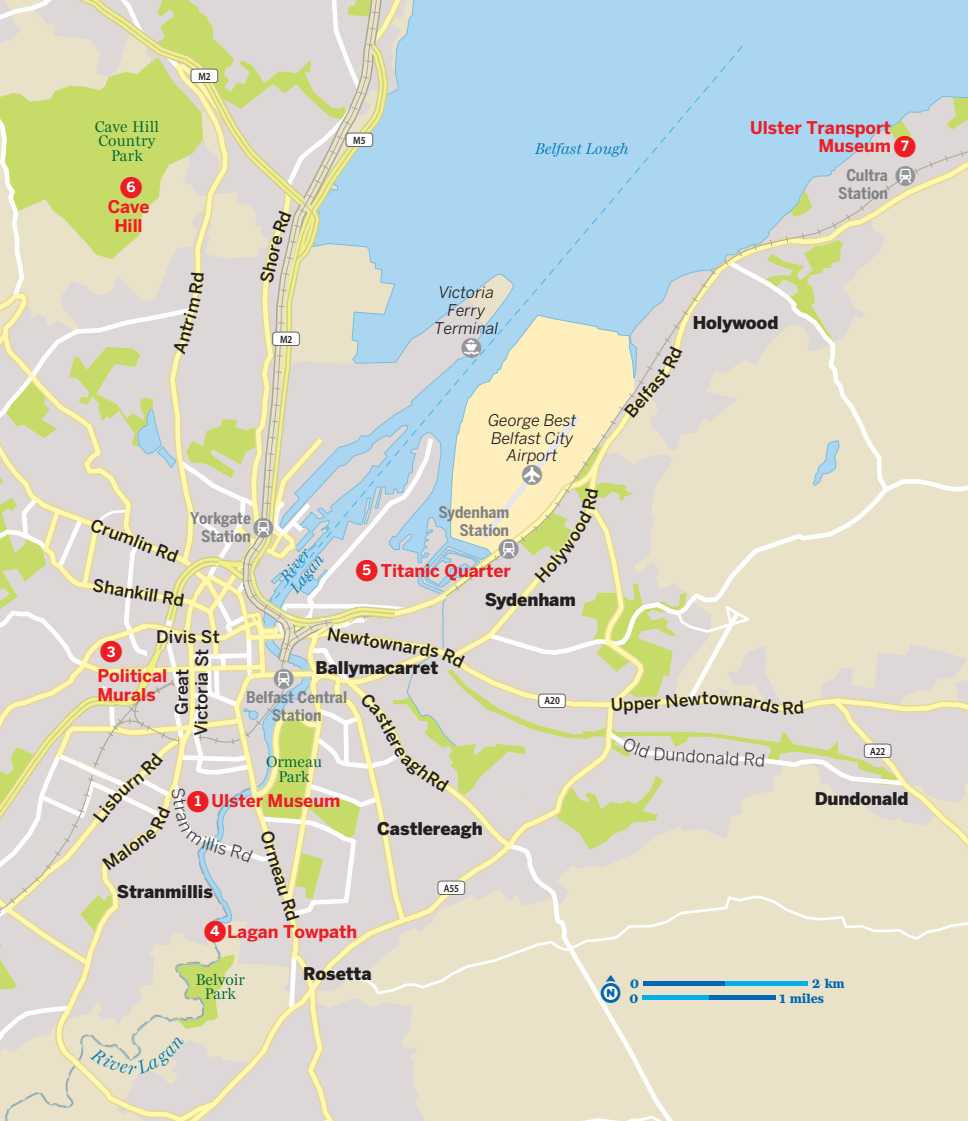 M2
Cave Hill
Country
Park
6
Cave
Hill
M5
Belfast Lough
Ulster Transport
Museum 7
Cultra
Station
Shore Rd
Antrim Rd
M2
Victoria
Ferry
Terminal
Holywood
Belfast Rd
George Best
Belfast City
Airport
Yorkgate
Station
Sydenham
Station
Holywood Rd
Crumlin Rd
River
Lagan
5 Titanic Quarter
Shankill Rd
Sydenham
Divis St
Newtownards Rd
3
Political
Murals
Great
Victoria St
Ballymacarret
Belfast Central
Station
A20
Upper Newtownards Rd
Castlereagh Rd
Old Dundonald Rd
A22
Ormeau
Park
Lisburn Rd
1 Ulster Museum
Dundonald
Stranmillis Rd
Malone Rd
Castlereagh
Ormeau Rd
Stranmillis
A55
4 Lagan Towpath
Rosetta
Belvoir
Park
N
0 2 km
0 1 miles
River Lagan